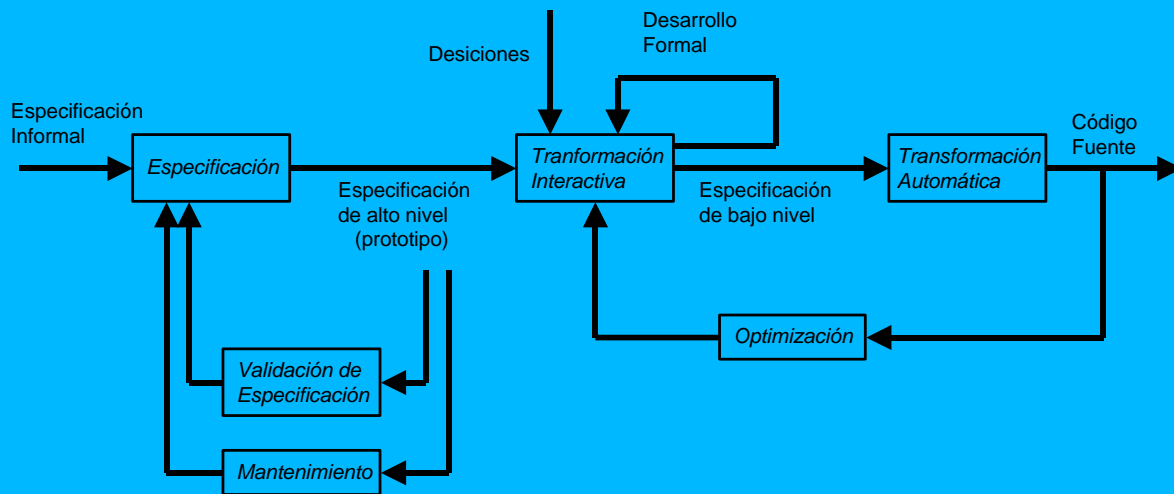 Desarrollo
Formal
Desiciones
Especificación
Informal
Código
Fuente
Especificación
Tranformación
Interactiva
Transformación
Automática
Especificación
de alto nivel
(prototipo)
Especificación
de bajo nivel
Optimización
Validación de
Especificación
Mantenimiento